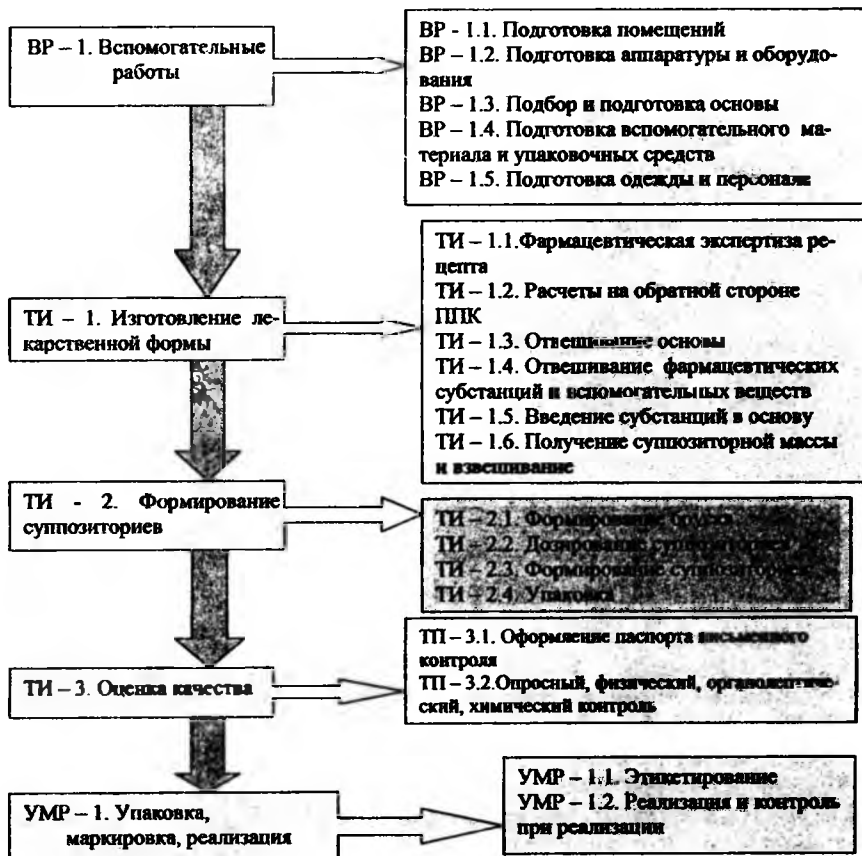 ВР – 1. Вспомогательные
работы
ВР - 1.1. Подготовка помещений
ВР – 1.2. Подготовка аппаратуры и оборудо-
вания
ВР – 1.3. Подбор и подготовка основы
ВР – 1.4. Подготовка вспомогательного ма-
териала и упаковочных средств
ВР – 1.5. Подготовка одежды и персонала
ТИ – 1. Изготовление ле-
карственной формы
ТИ – 1.1.Фармацевтическая экспертиза ре-
цепта
ТИ – 1.2. Расчеты на обратной стороне
ППК
ТИ – 1.3. Отвешивание основы
ТИ – 1.4. Отвешивание фармацевтических
субстанций и вспомогательных веществ
ТИ – 1.5. Введение субстанций в основу
ТИ – 1.6. Получение суппозиторной массы
и взвешивание
ТИ - 2. Формирование
суппозиториев
ТИ – 2.1. Формирование бруска
ТИ – 2.2. Дозирование суппозиториев
ТИ – 2.3. Формирование суппозиториев
ТИ – 2.4. Упаковка
ТИ – 3. Оценка качества
ТП – 3.1. Оформление паспорта письменного
контроля
ТП – 3.2.Опросный, физический, органолептиче-
ский, химический контроль
УМР – 1. Упаковка,
маркировка, реализация
УМР – 1.1. Этикетирование
УМР – 1.2. Реализация и контроль
при реализации